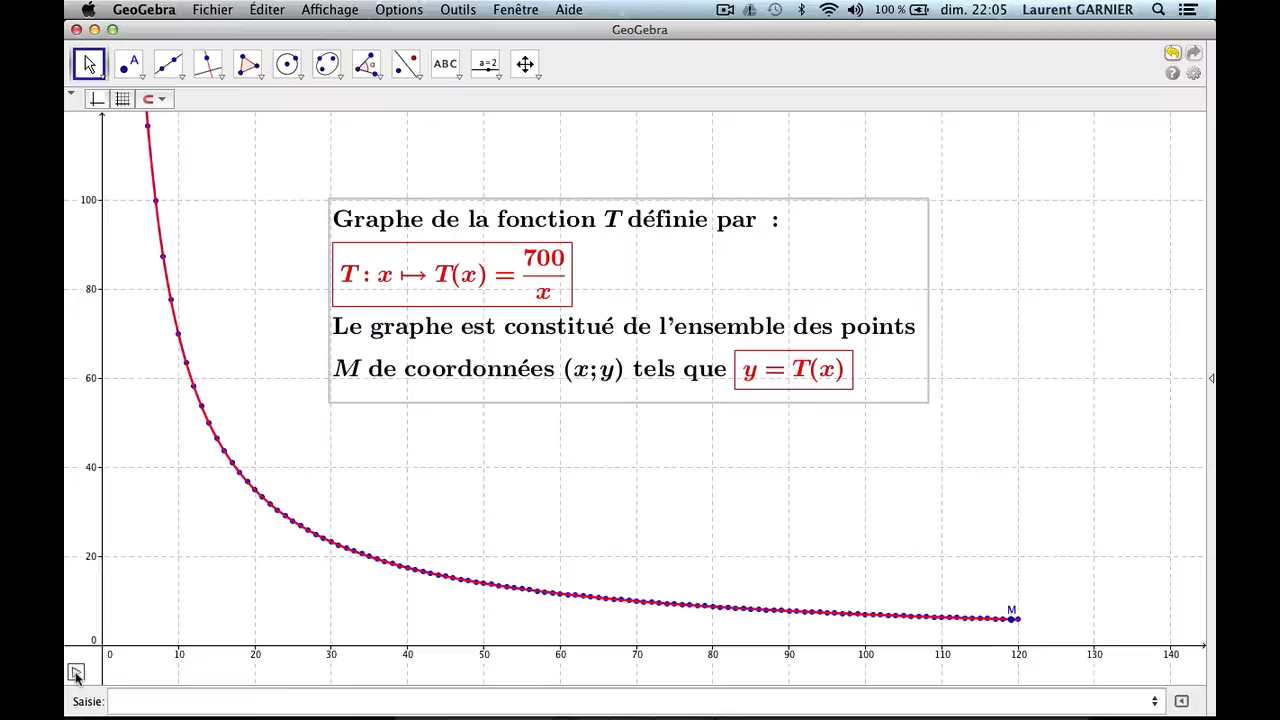 GeoGebra Fichier Éditer Affichage Options Outils Fenêtre Aide 100 % dim. 22:05 Laurent GARNIER
GeoGebra
A ABC a=2
α
100
80
60
40
20
0
Graphe de la fonction T définie par :
T : x ↦ T(x) = 700/x
Le graphe est constitué de l'ensemble des points
M de coordonnées (x; y) tels que y = T(x)
M
0 10 20 30 40 50 60 70 80 90 100 110 120 130 140
Saisie: